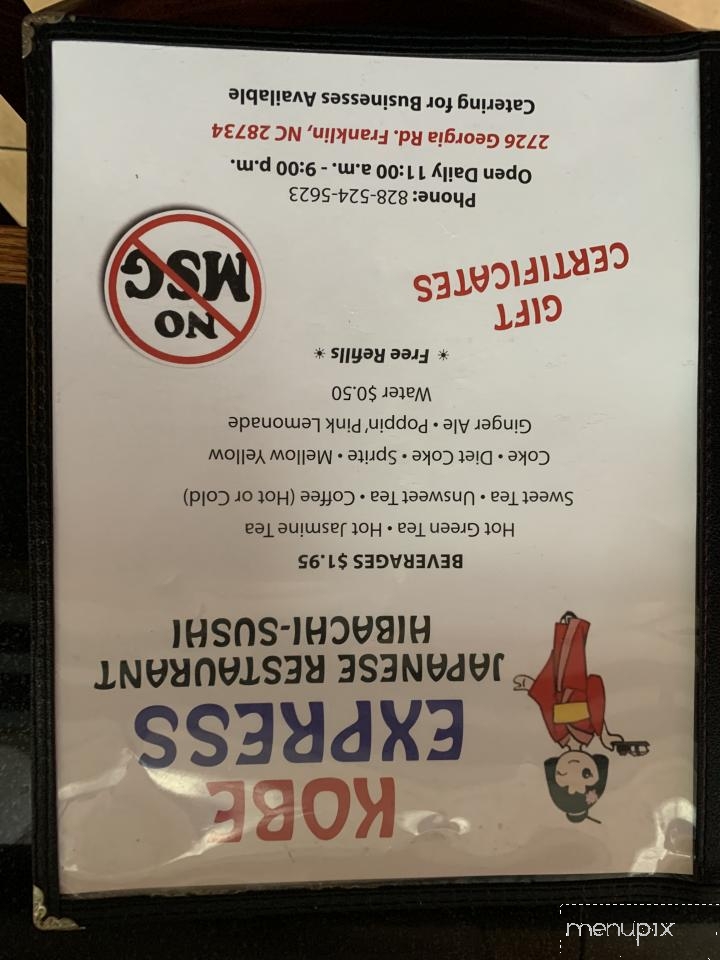 KOBE
EXPRESS
JAPANESE RESTAURANT
HIBACHI-SUSHI
BEVERAGES $1.95
Hot Green Tea • Hot Jasmine Tea
Sweet Tea • Unsweet Tea • Coffee (Hot or Cold)
Coke • Diet Coke • Sprite • Mellow Yellow
Ginger Ale • Poppin' Pink Lemonade
Water $0.50
* Free Refills *
GIFT
CERTIFICATES
NO
MSG
Phone: 828-524-5623
Open Daily 11:00 a.m. - 9:00 p.m.
2726 Georgia Rd. Franklin, NC 28734
Catering for Businesses Available
menupix